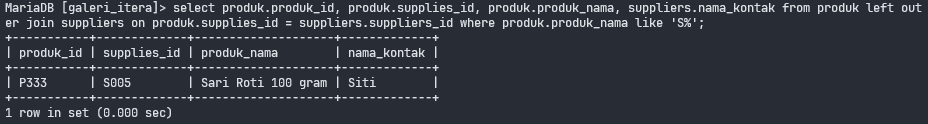 MariaDB [galeri_itera]> select produk.produk_id, produk.supplies_id, produk.produk_nama, suppliers.nama_kontak from produk left out
er join suppliers on produk.supplies_id = suppliers.suppliers_id where produk.produk_nama like 'S%';
+-----------+-------------+--------------------+-------------+
| produk_id | supplies_id | produk_nama        | nama_kontak |
+-----------+-------------+--------------------+-------------+
| P333      | S005        | Sari Roti 100 gram | Siti        |
+-----------+-------------+--------------------+-------------+
1 row in set (0.000 sec)